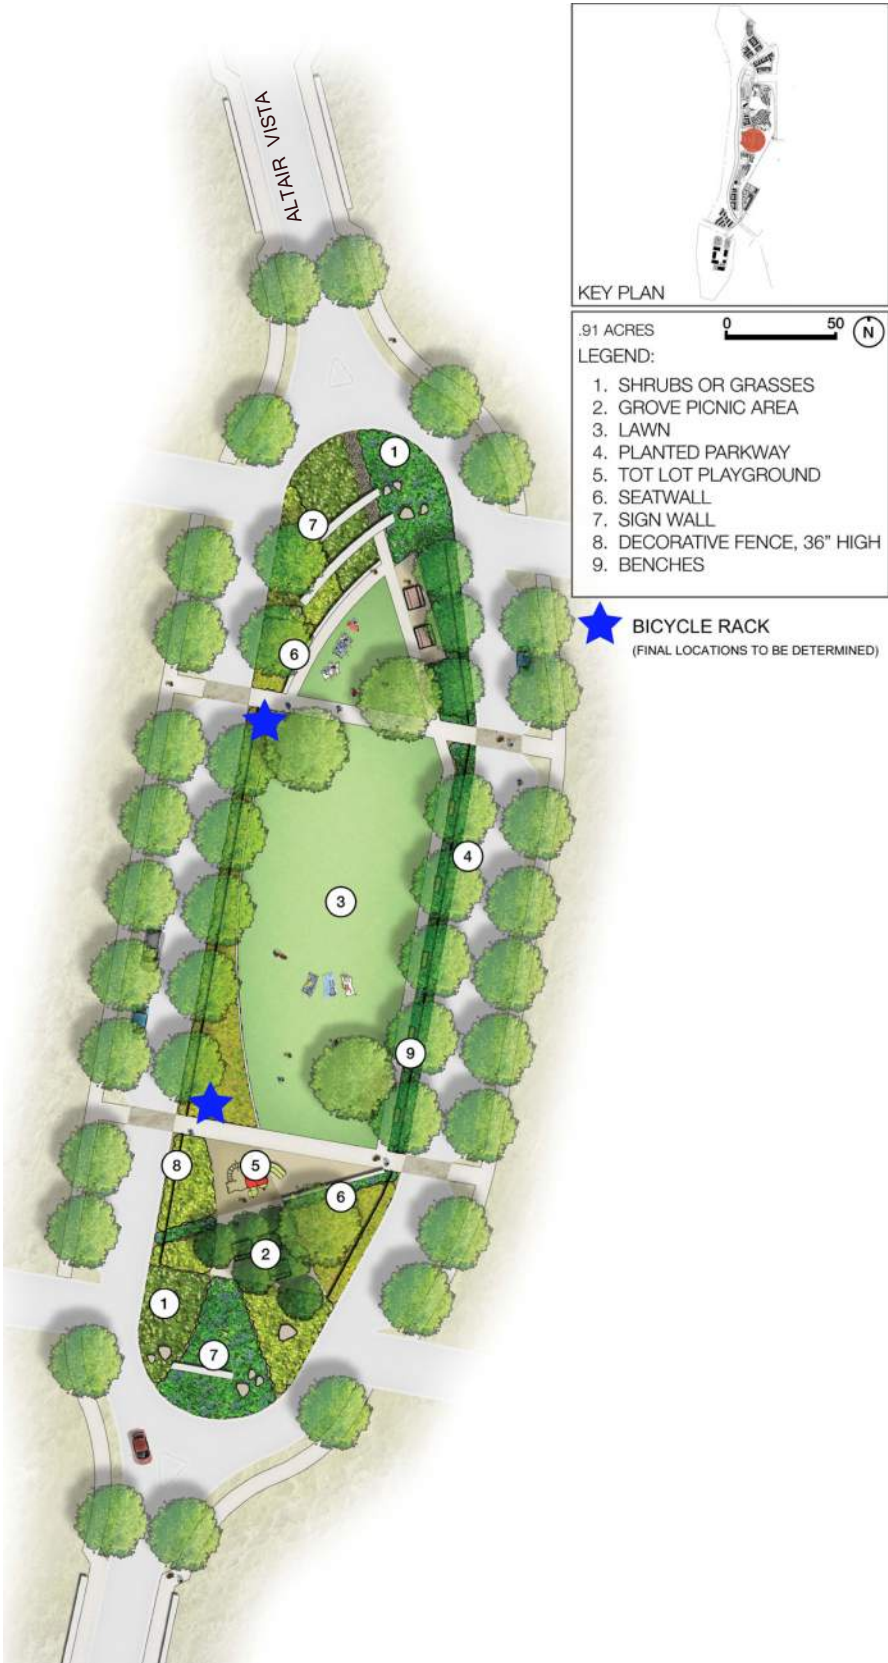 ALTAIR VISTA
KEY PLAN
.91 ACRES
0 50 N
LEGEND:
1. SHRUBS OR GRASSES
2. GROVE PICNIC AREA
3. LAWN
4. PLANTED PARKWAY
5. TOT LOT PLAYGROUND
6. SEATWALL
7. SIGN WALL
8. DECORATIVE FENCE, 36" HIGH
9. BENCHES
BICYCLE RACK
(FINAL LOCATIONS TO BE DETERMINED)
1
7
6
4
3
9
8
5
6
2
1
7